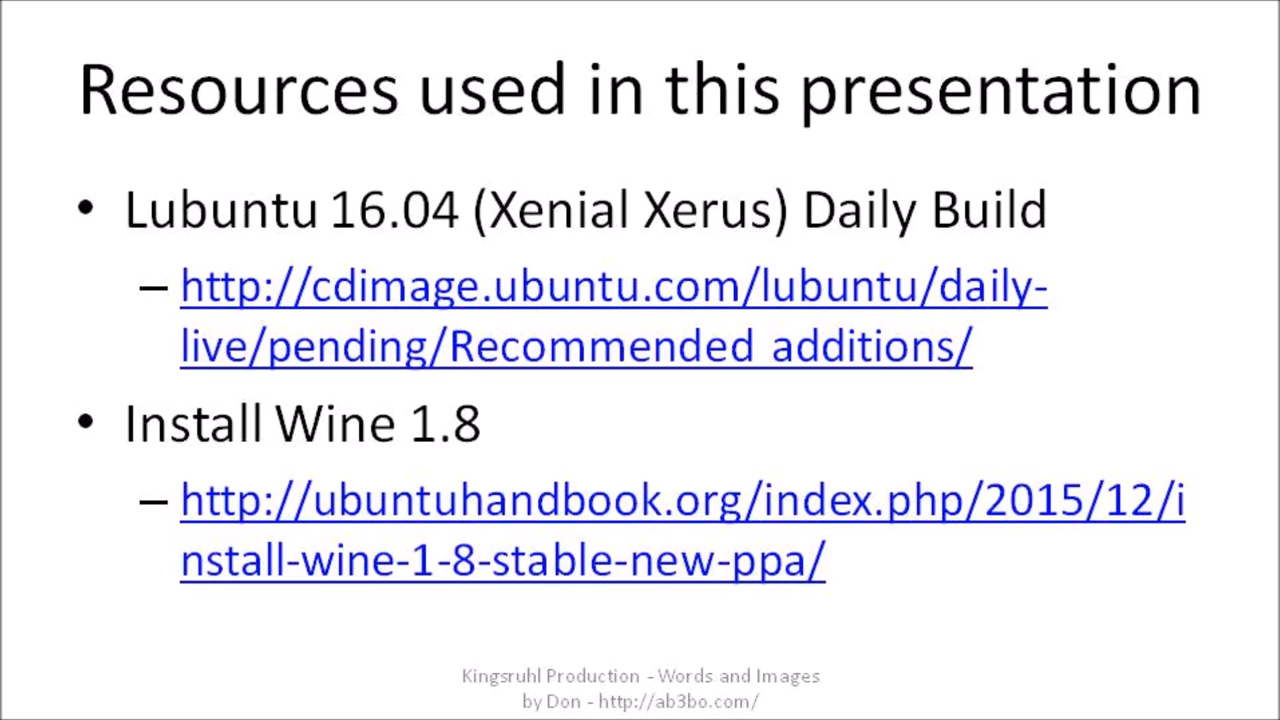 Resources used in this presentation
• Lubuntu 16.04 (Xenial Xerus) Daily Build
– http://cdimage.ubuntu.com/lubuntu/daily-
live/pending/Recommended additions/
• Install Wine 1.8
– http://ubuntuhandbook.org/index.php/2015/12/i
nstall-wine-1-8-stable-new-ppa/
Kingsruhl Production - Words and Images
by Don - http://ab3bo.com/